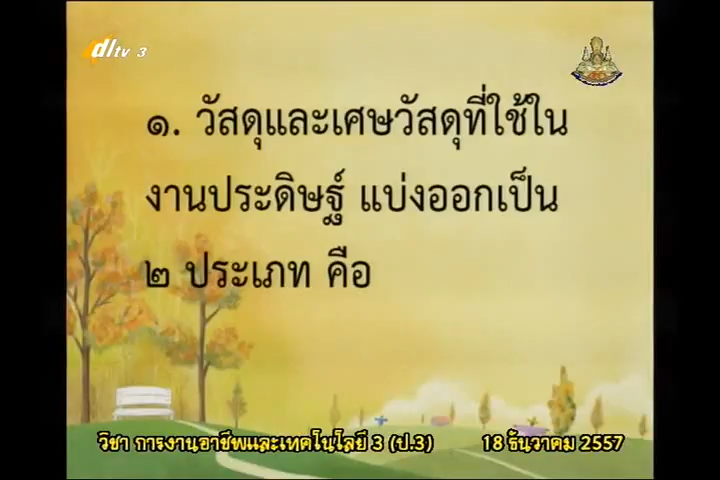 dltv 3
๑. วัสดุและเศษวัสดุที่ใช้ใน
งานประดิษฐ์ แบ่งออกเป็น
๒ ประเภท คือ
วิชา การงานอาชีพและเทคโนโลยี 3 (ป.3) 18 ธันวาคม 2557